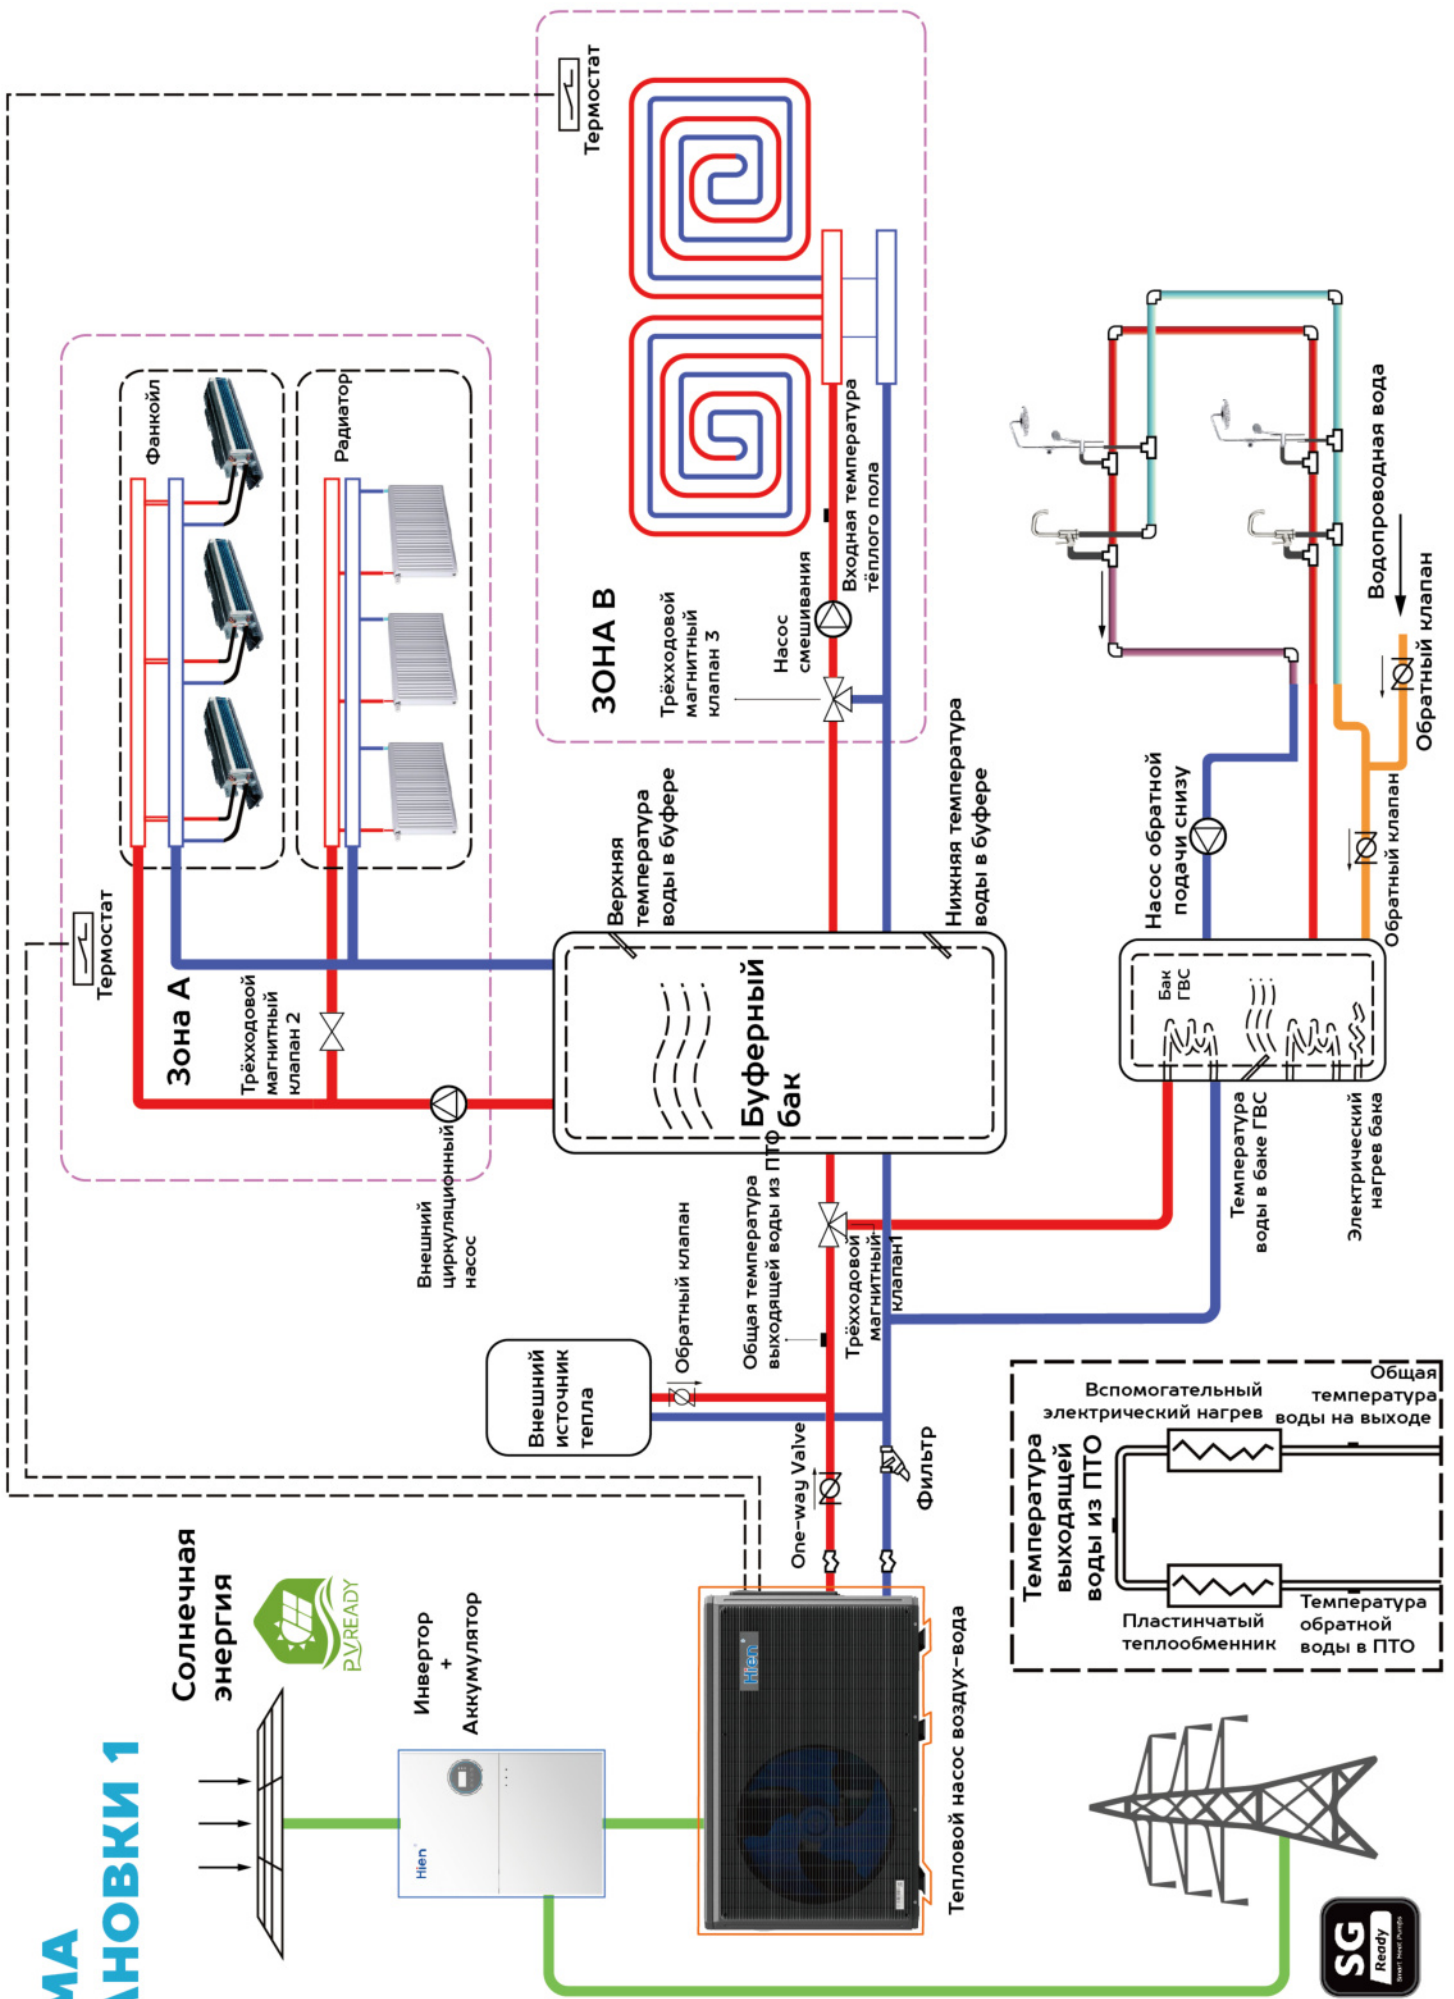 МА
АНОВКИ 1
Солнечная
энергия
PVREADY
Инвертор
+
Аккумулятор
Hien
Hien
Тепловой насос воздух-вода
SG
Ready
One-way Valve
Фильтр
Внешний
источник
тепла
Обратный клапан
Общая температура
выходящей воды из ПТО
Трёхходовой
магнитный
клапан1
Температура
выходящей
воды из ПТО
Вспомогательный
электрический нагрев
Общая
температура
воды на выходе
Пластинчатый
теплообменник
Температура
обратной
воды в ПТО
Внешний
циркуляционный
насос
Термостат
Зона А
Трёхходовой
магнитный
клапан 2
Фанкойл
Радиатор
Буферный
бак
Верхняя
температура
воды в буфере
Нижняя температура
воды в буфере
Термостат
ЗОНА В
Трёхходовой
магнитный
клапан 3
Насос
смешивания
Входная температура
тёплого пола
Бак
ГВС
Температура
воды в баке ГВС
Электрический
нагрев бака
Насос обратной
подачи снизу
Обратный клапан
Обратный клапан
Водопроводная вода